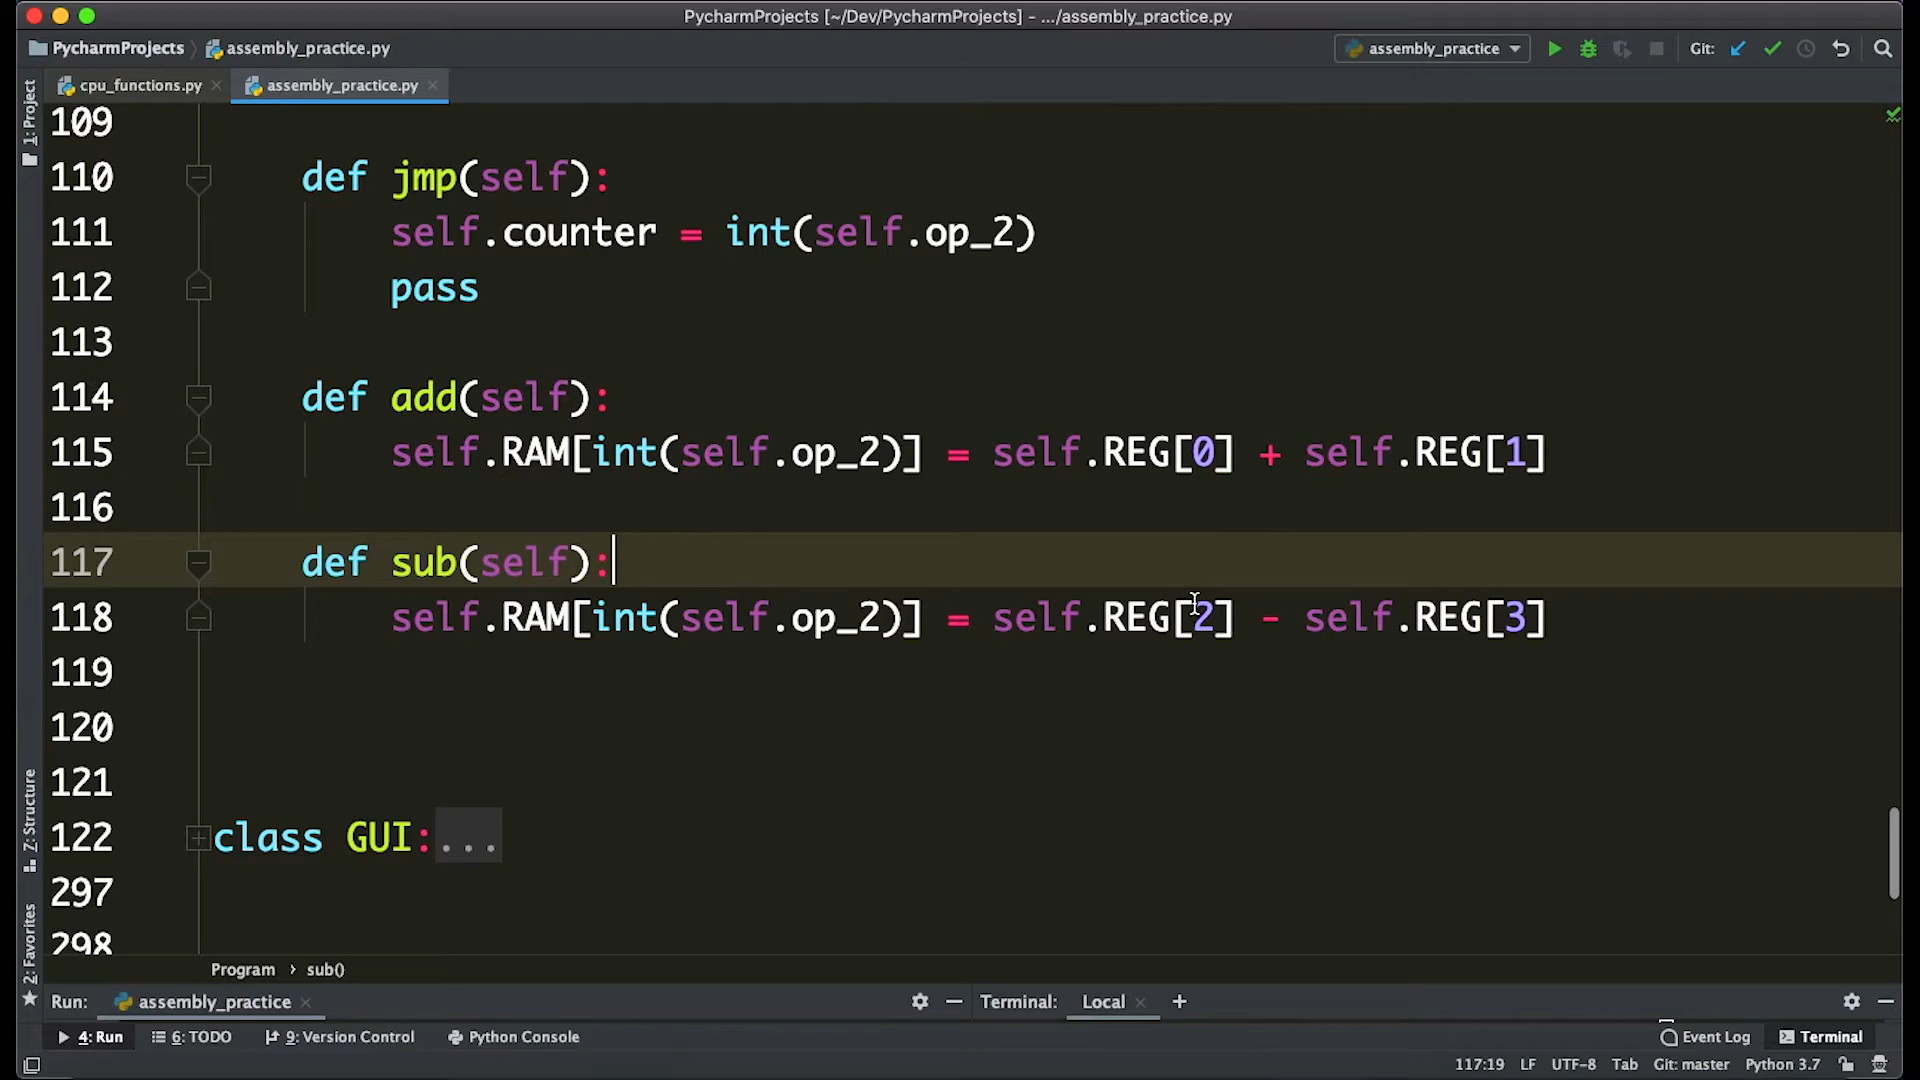 PycharmProjects [~/Dev/PycharmProjects] - .../assembly_practice.py
PycharmProjects assembly_practice.py assembly_practice Git:
cpu_functions.py assembly_practice.py
1: Project
109
110 def jmp(self):
111 self.counter = int(self.op_2)
112 pass
113
114 def add(self):
115 self.RAM[int(self.op_2)] = self.REG[0] + self.REG[1]
116
117 def sub(self):
118 self.RAM[int(self.op_2)] = self.REG[2] - self.REG[3]
119
120
121
7: Structure
122 class GUI:...
297
2: Favorites
298
Program › sub()
Run: assembly_practice Terminal: Local +
4: Run 6: TODO 9: Version Control Python Console Event Log Terminal
117:19 LF UTF-8 Tab Git: master Python 3.7